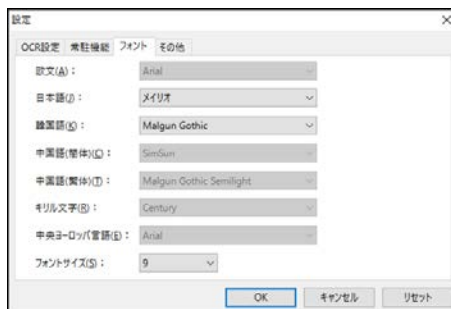 設定
OCR設定 常駐機能 フォント その他
欧文(A): Arial
日本語(J): メイリオ
韓国語(K): Malgun Gothic
中国語(簡体)(C): SimSun
中国語(繁体)(T): Malgun Gothic Semilight
キリル文字(R): Century
中央ヨーロッパ言語(E): Arial
フォントサイズ(S): 9
OK キャンセル リセット